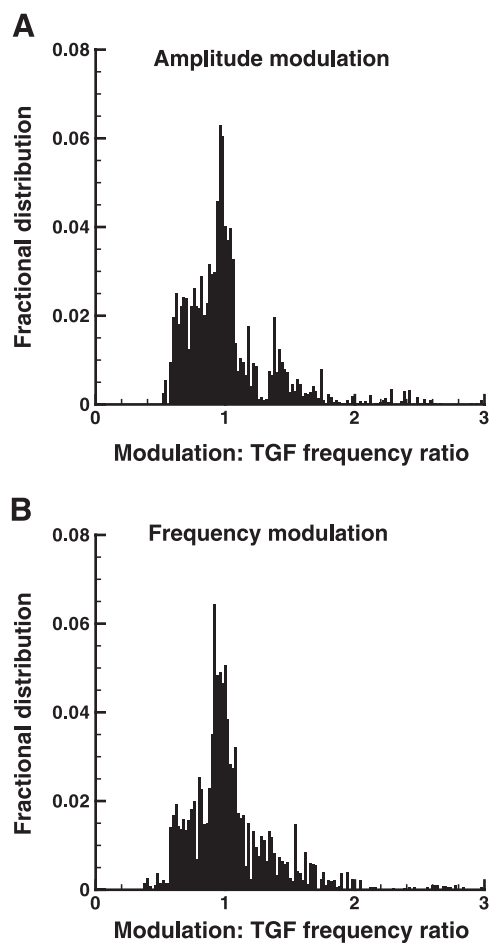 A
Amplitude modulation
0.08
0.06
0.04
0.02
0
Fractional distribution
0 1 2 3
Modulation: TGF frequency ratio
B
Frequency modulation
0.08
0.06
0.04
0.02
0
Fractional distribution
0 1 2 3
Modulation: TGF frequency ratio